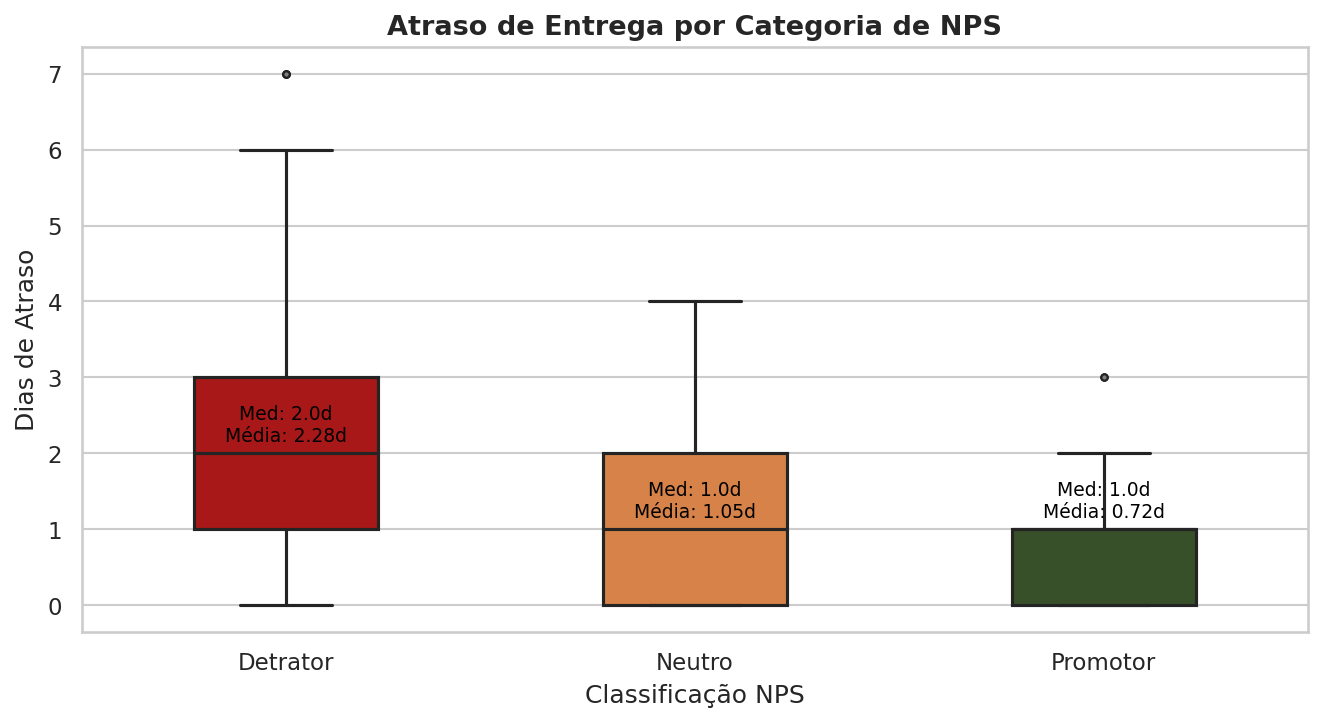 Atraso de Entrega por Categoria de NPS
Dias de Atraso
7
6
5
4
3
2
1
0
Med: 2.0d
Média: 2.28d
Med: 1.0d
Média: 1.05d
Med: 1.0d
Média: 0.72d
Detrator
Neutro
Promotor
Classificação NPS